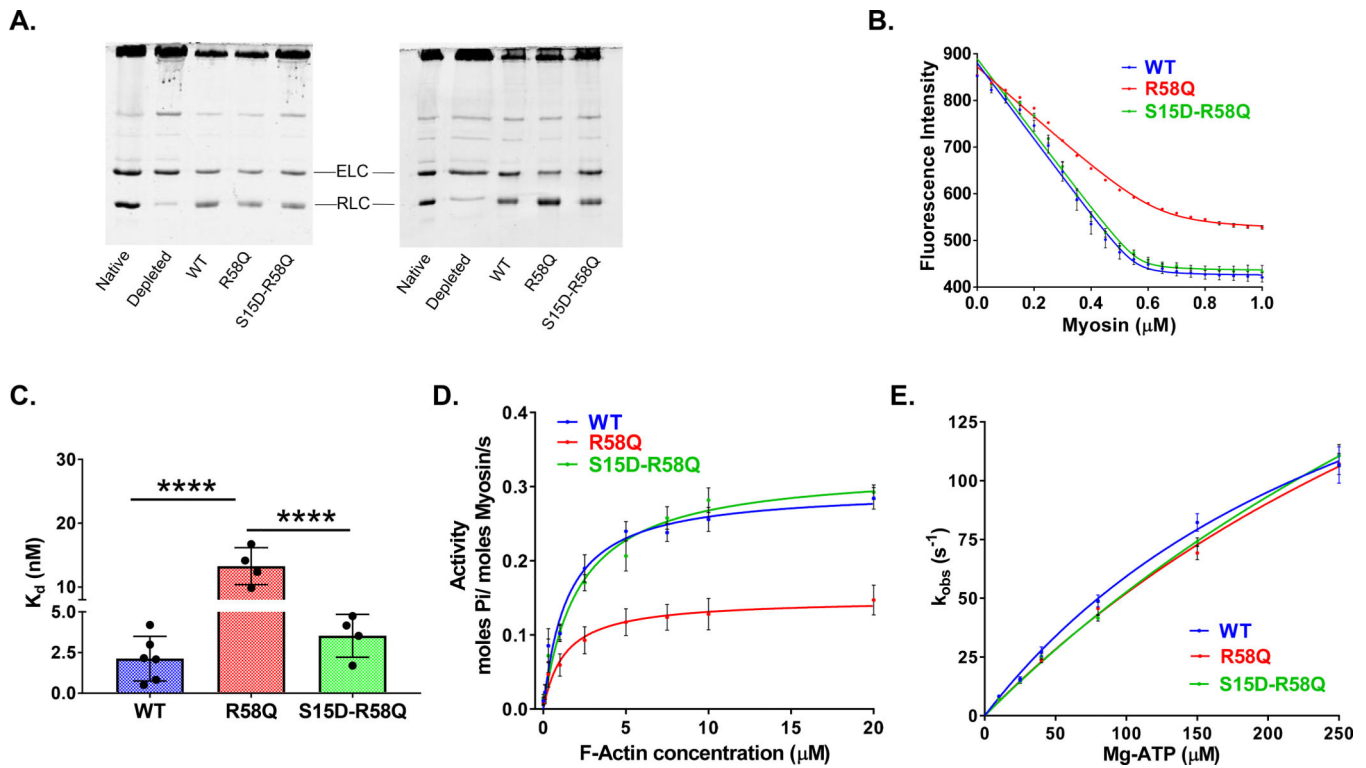 A.
ELC
RLC
Native
Depleted
WT
R58Q
S15D-R58Q
Native
Depleted
WT
R58Q
S15D-R58Q
B.
Fluorescence Intensity
900
800
700
600
500
400
WT
R58Q
S15D-R58Q
0.0 0.2 0.4 0.6 0.8 1.0
Myosin (μM)
C.
Kd (nM)
30
20
10
5.0
2.5
0.0
****
****
WT R58Q S15D-R58Q
D.
Activity
moles Pi/ moles Myosin/s
0.4
0.3
0.2
0.1
0.0
WT
R58Q
S15D-R58Q
0 5 10 15 20
F-Actin concentration (μM)
E.
kobs (s⁻¹)
125
100
75
50
25
0
WT
R58Q
S15D-R58Q
0 50 100 150 200 250
Mg-ATP (μM)